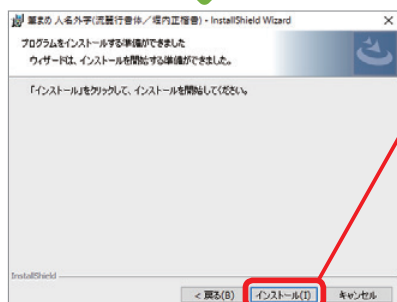 筆まめ 人名外字(流麗行書体／堀内正楷書) - InstallShield Wizard
プログラムをインストールする準備ができました
ウィザードは、インストールを開始する準備ができました。
「インストール」をクリックして、インストールを開始してください。
InstallShield
< 戻る(B)
インストール(I)
キャンセル